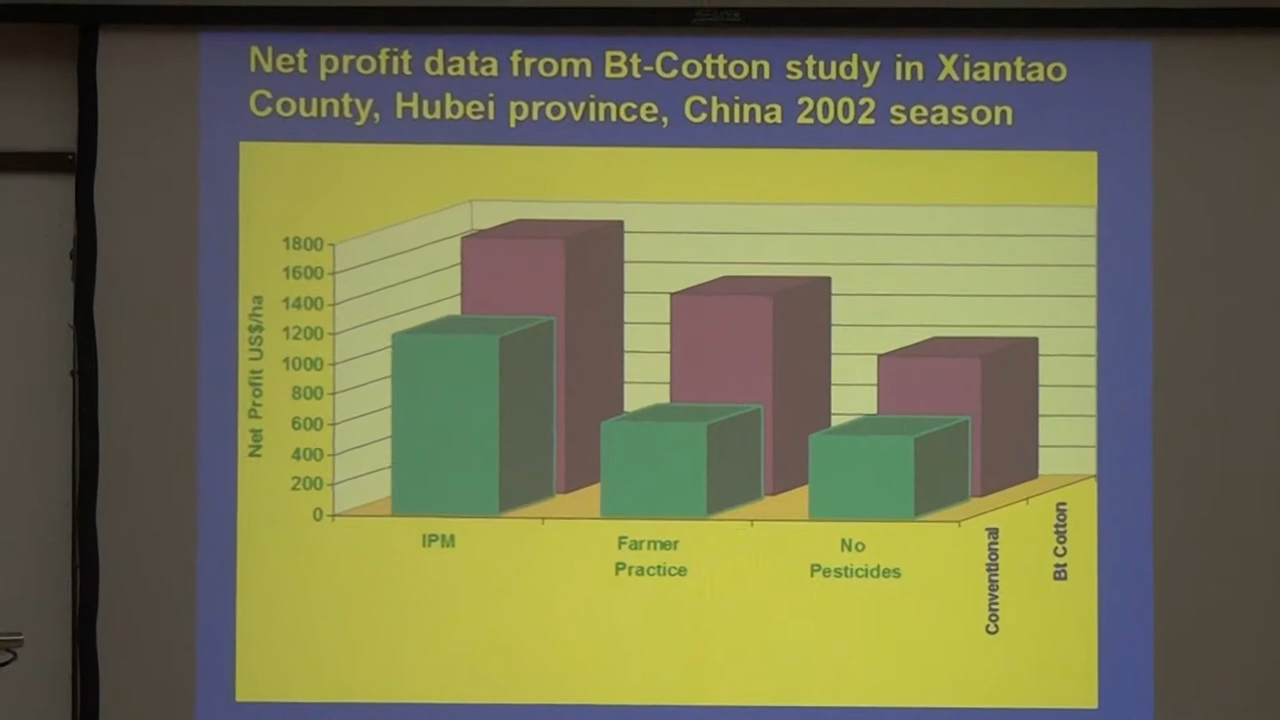 Net profit data from Bt-Cotton study in Xiantao
County, Hubei province, China 2002 season
Net Profit US$/ha
1800
1600
1400
1200
1000
800
600
400
200
0
IPM
Farmer
Practice
No
Pesticides
Conventional
Bt Cotton